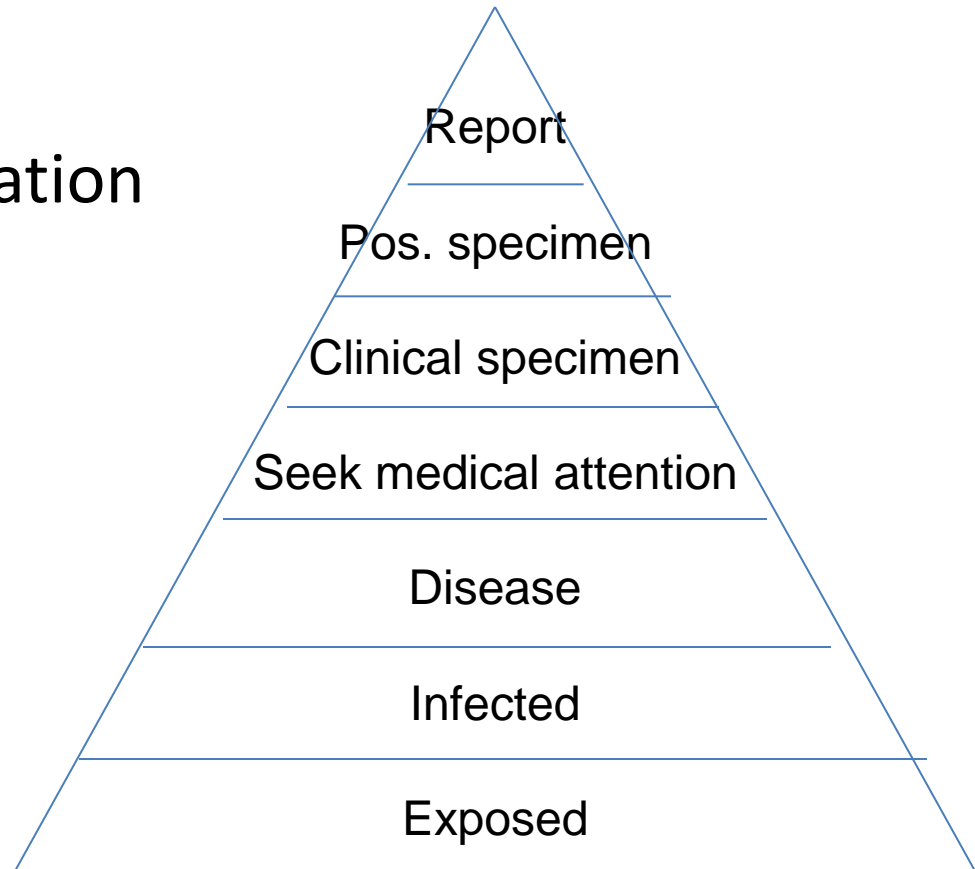 Report
ation
Pos. specimen
Clinical specimen
Seek medical attention
Disease
Infected
Exposed